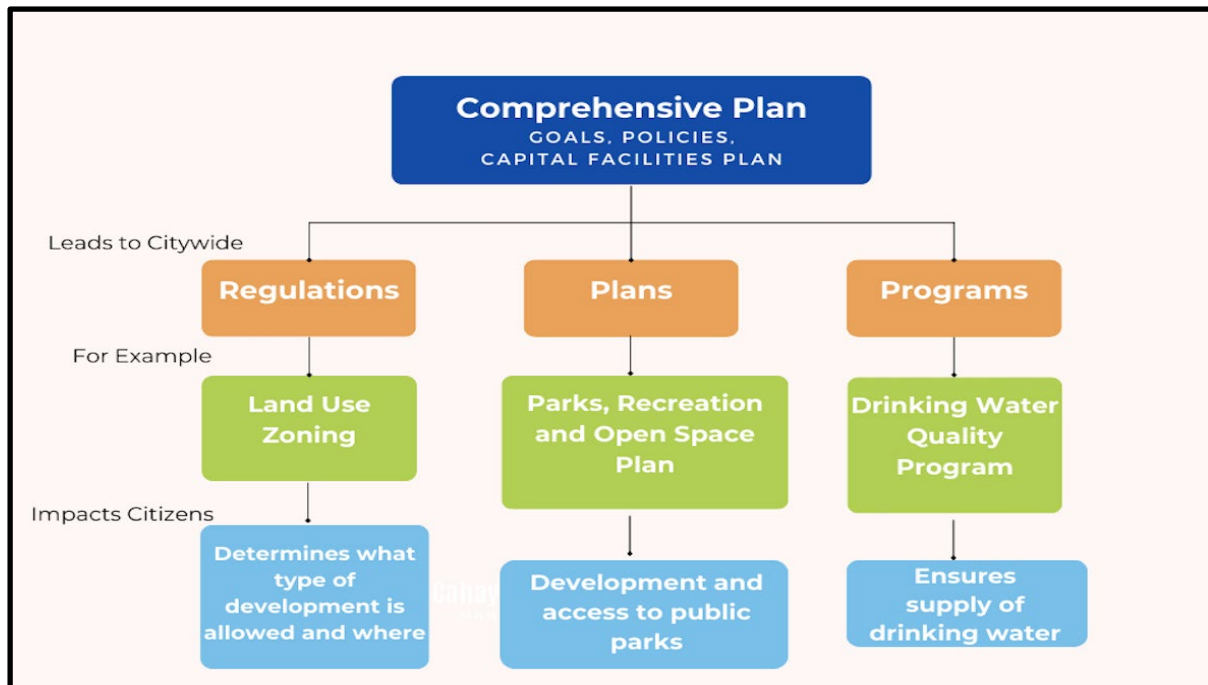 Comprehensive Plan
GOALS, POLICIES,
CAPITAL FACILITIES PLAN
Leads to Citywide
Regulations
Plans
Programs
For Example
Land Use
Zoning
Parks, Recreation
and Open Space
Plan
Drinking Water
Quality
Program
Impacts Citizens
Determines what
type of
development is
allowed and where
Development and
access to public
parks
Ensures
supply of
drinking water